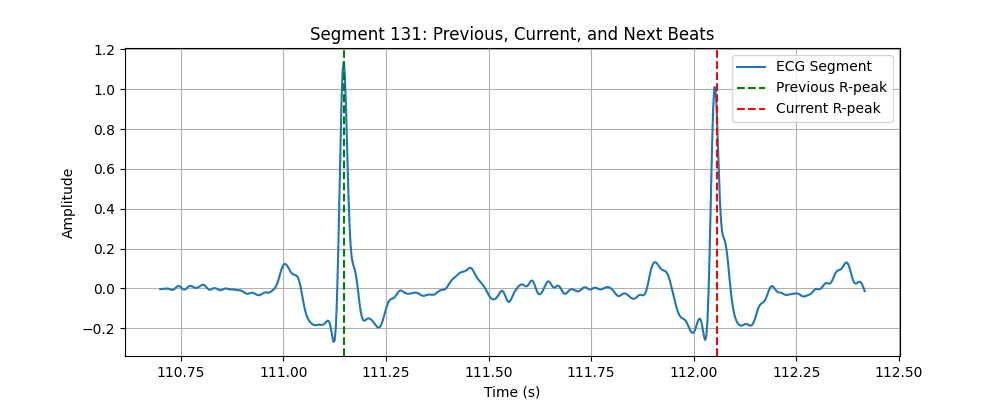 Segment 131: Previous, Current, and Next Beats
1.2
1.0
0.8
0.6
0.4
0.2
0.0
−0.2
Amplitude
ECG Segment
Previous R-peak
Current R-peak
110.75 111.00 111.25 111.50 111.75 112.00 112.25 112.50
Time (s)